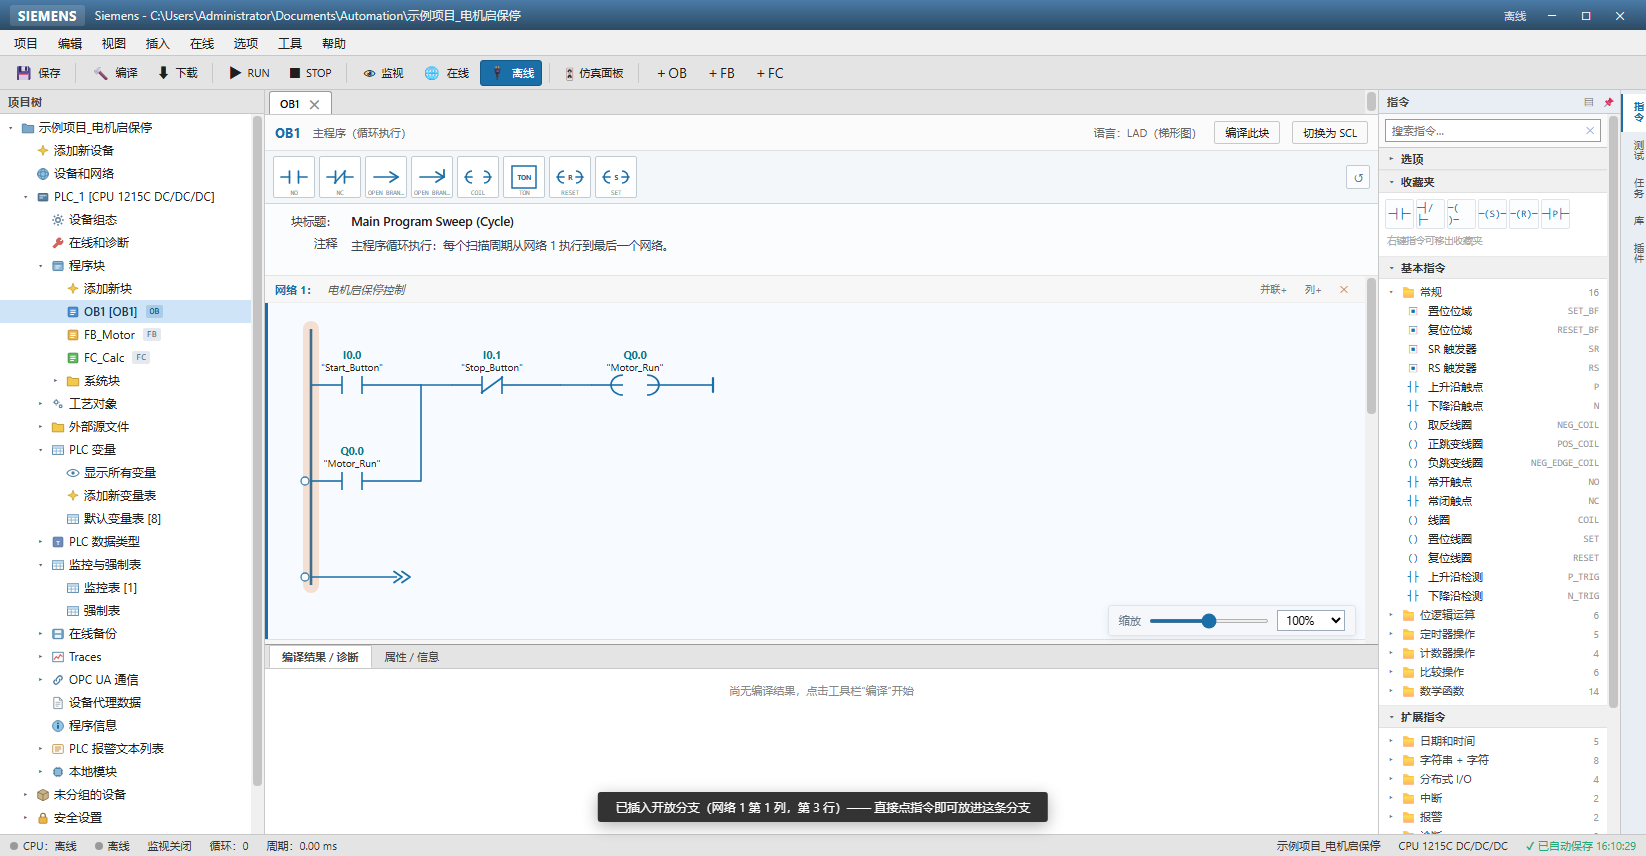 SIEMENS Siemens - C:\Users\Administrator\Documents\Automation\示例项目_电机启保停 离线
项目 编辑 视图 插入 在线 选项 工具 帮助
保存 编译 下载 RUN STOP 监视 在线 离线 仿真面板 +OB +FB +FC
项目树
示例项目_电机启保停
添加新设备
设备和网络
PLC_1 [CPU 1215C DC/DC/DC]
设备组态
在线和诊断
程序块
添加新块
OB1 [OB1] OB
FB_Motor FB
FC_Calc FC
系统块
工艺对象
外部源文件
PLC 变量
显示所有变量
添加新变量表
默认变量表 [8]
PLC 数据类型
监控与强制表
监控表 [1]
强制表
在线备份
Traces
OPC UA 通信
设备代理数据
程序信息
PLC 报警文本列表
本地模块
未分组的设备
安全设置
OB1
OB1 主程序（循环执行） 语言：LAD（梯形图） 编译此块 切换为 SCL
NO
NC
OPEN BRAN…
OPEN BRAN…
COIL
TON
TON
R
RESET
S
SET
块标题： Main Program Sweep (Cycle)
注释 主程序循环执行：每个扫描周期从网络 1 执行到最后一个网络。
网络 1： 电机启保停控制 并联+ 列+
I0.0
"Start_Button"
I0.1
"Stop_Button"
Q0.0
"Motor_Run"
Q0.0
"Motor_Run"
缩放 100%
编译结果 / 诊断 属性 / 信息
尚无编译结果，点击工具栏"编译"开始
已插入开放分支（网络 1 第 1 列，第 3 行）—— 直接点指令即可放进这条分支
指令
搜索指令...
选项
收藏夹
⊣⊢ ⊣/⊢ -( )- -(S)- -(R)- ⊣P⊢
右键指令可移出收藏夹
基本指令
常规 16
置位位域 SET_BF
复位位域 RESET_BF
SR 触发器 SR
RS 触发器 RS
上升沿触点 P
下降沿触点 N
取反线圈 NEG_COIL
正跳变线圈 POS_COIL
负跳变线圈 NEG_EDGE_COIL
常开触点 NO
常闭触点 NC
线圈 COIL
置位线圈 SET
复位线圈 RESET
上升沿检测 P_TRIG
下降沿检测 N_TRIG
位逻辑运算 6
定时器操作 5
计数器操作 4
比较操作 6
数学函数 14
扩展指令
日期和时间 5
字符串 + 字符 8
分布式 I/O 4
中断 2
报警 2
指令
测试
任务
库
插件
CPU：离线 离线 监视关闭 循环：0 周期：0.00 ms 示例项目_电机启保停 CPU 1215C DC/DC/DC ✓ 已自动保存 16:10:29